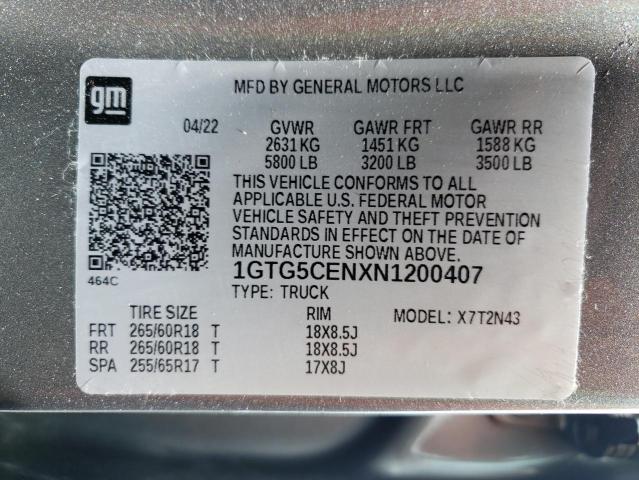 gm
MFD BY GENERAL MOTORS LLC
04/22 GVWR GAWR FRT GAWR RR
2631 KG 1451 KG 1588 KG
5800 LB 3200 LB 3500 LB
THIS VEHICLE CONFORMS TO ALL
APPLICABLE U.S. FEDERAL MOTOR
VEHICLE SAFETY AND THEFT PREVENTION
STANDARDS IN EFFECT ON THE DATE OF
MANUFACTURE SHOWN ABOVE.
464C
1GTG5CENXN1200407
TYPE: TRUCK
TIRE SIZE RIM MODEL: X7T2N43
FRT 265/60R18 T 18X8.5J
RR 265/60R18 T 18X8.5J
SPA 255/65R17 T 17X8J